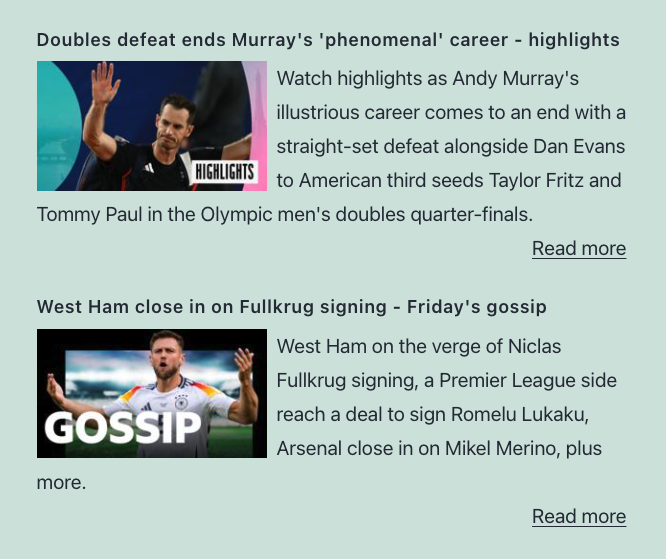 Doubles defeat ends Murray's 'phenomenal' career - highlights
Watch highlights as Andy Murray's
HIGHLIGHTS
illustrious career comes to an end with a
straight-set defeat alongside Dan Evans
to American third seeds Taylor Fritz and
Tommy Paul in the Olympic men's doubles quarter-finals.
Read more
West Ham close in on Fullkrug signing - Friday's gossip
GOSSIP
West Ham on the verge of Niclas
Fullkrug signing, a Premier League side
reach a deal to sign Romelu Lukaku,
Arsenal close in on Mikel Merino, plus
more.
Read more